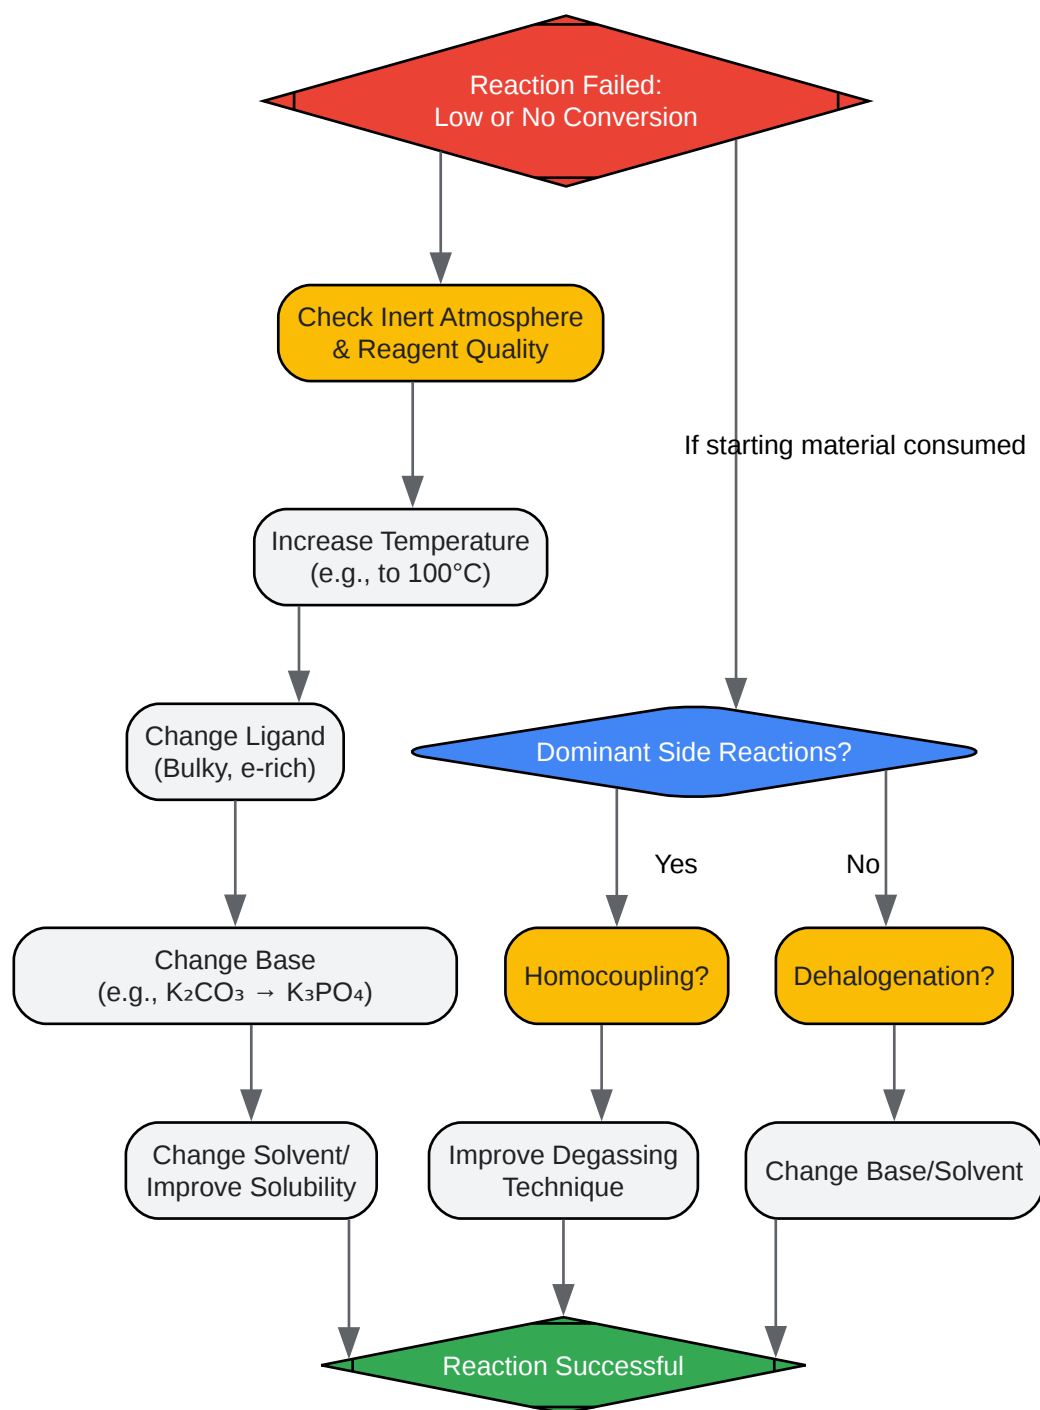 Reaction Failed:
Low or No Conversion
Check Inert Atmosphere
& Reagent Quality
If starting material consumed
Increase Temperature
(e.g., to 100°C)
Change Ligand
(Bulky, e-rich)
Dominant Side Reactions?
Yes
No
Change Base
(e.g., K₂CO₃ → K₃PO₄)
Homocoupling?
Dehalogenation?
Change Solvent/
Improve Solubility
Improve Degassing
Technique
Change Base/Solvent
Reaction Successful